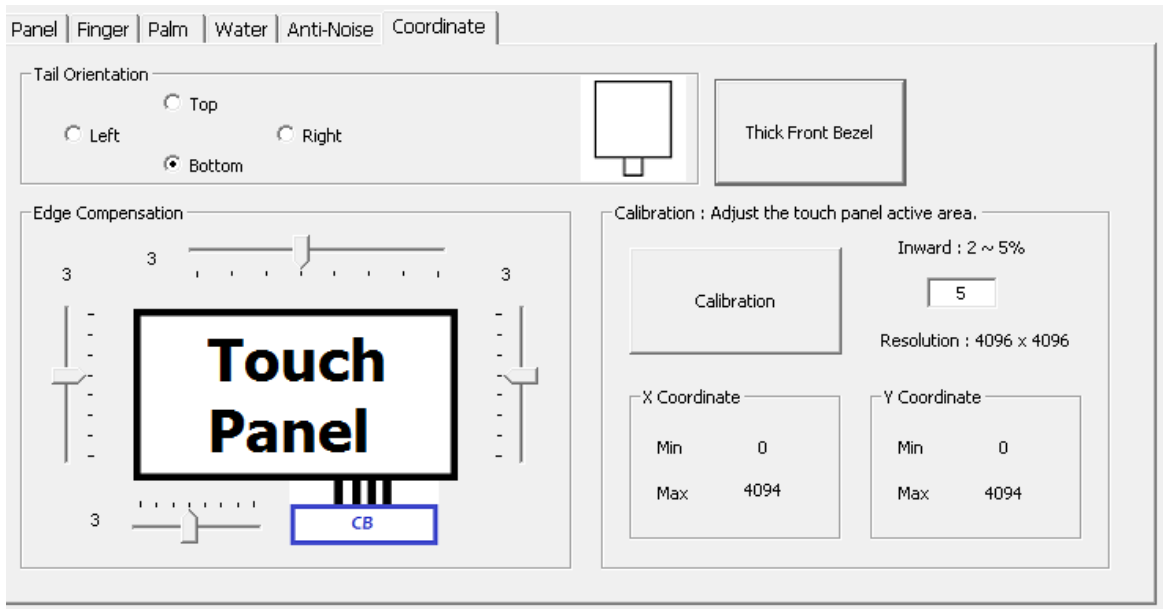 Panel
Finger
Palm
Water
Anti-Noise
Coordinate
Tail Orientation
Top
Left
Right
Bottom
Thick Front Bezel
Edge Compensation
3
3
3
Touch
Panel
3
CB
Calibration : Adjust the touch panel active area.
Calibration
Inward : 2 ~ 5%
5
Resolution : 4096 x 4096
X Coordinate
Min 0
Max 4094
Y Coordinate
Min 0
Max 4094